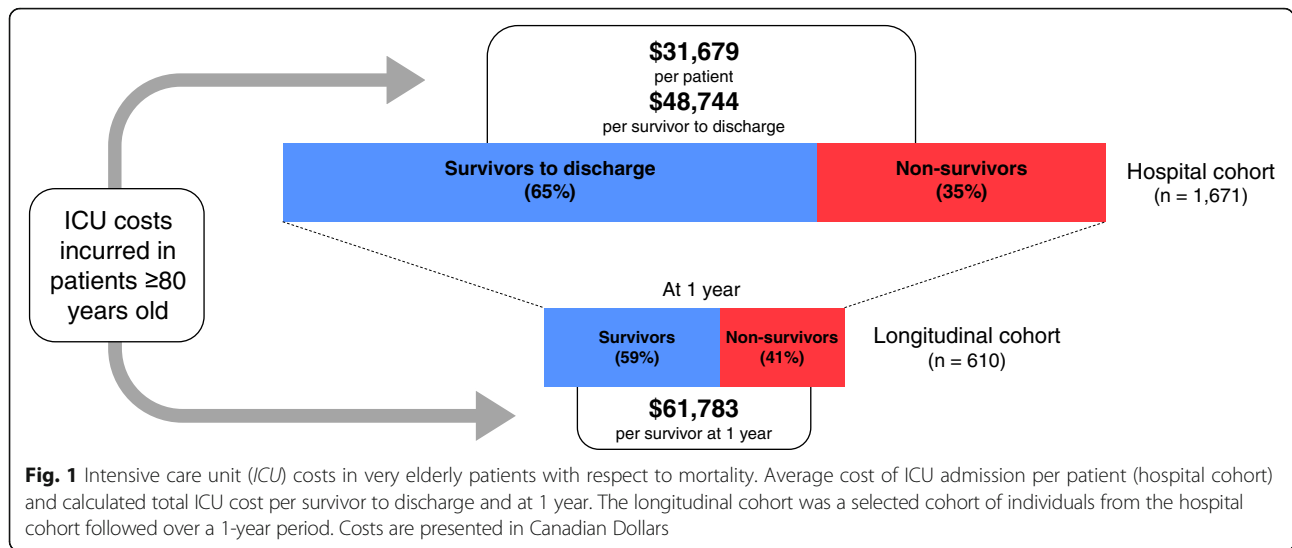 $31,679
per patient
$48,744
per survivor to discharge
Survivors to discharge
(65%)
Non-survivors
(35%)
Hospital cohort
(n = 1,671)
ICU costs
incurred in
patients ≥80
years old
At 1 year
Survivors
(59%)
Non-survivors
(41%)
Longitudinal cohort
(n = 610)
$61,783
per survivor at 1 year
Fig. 1 Intensive care unit (ICU) costs in very elderly patients with respect to mortality. Average cost of ICU admission per patient (hospital cohort)
and calculated total ICU cost per survivor to discharge and at 1 year. The longitudinal cohort was a selected cohort of individuals from the hospital
cohort followed over a 1-year period. Costs are presented in Canadian Dollars